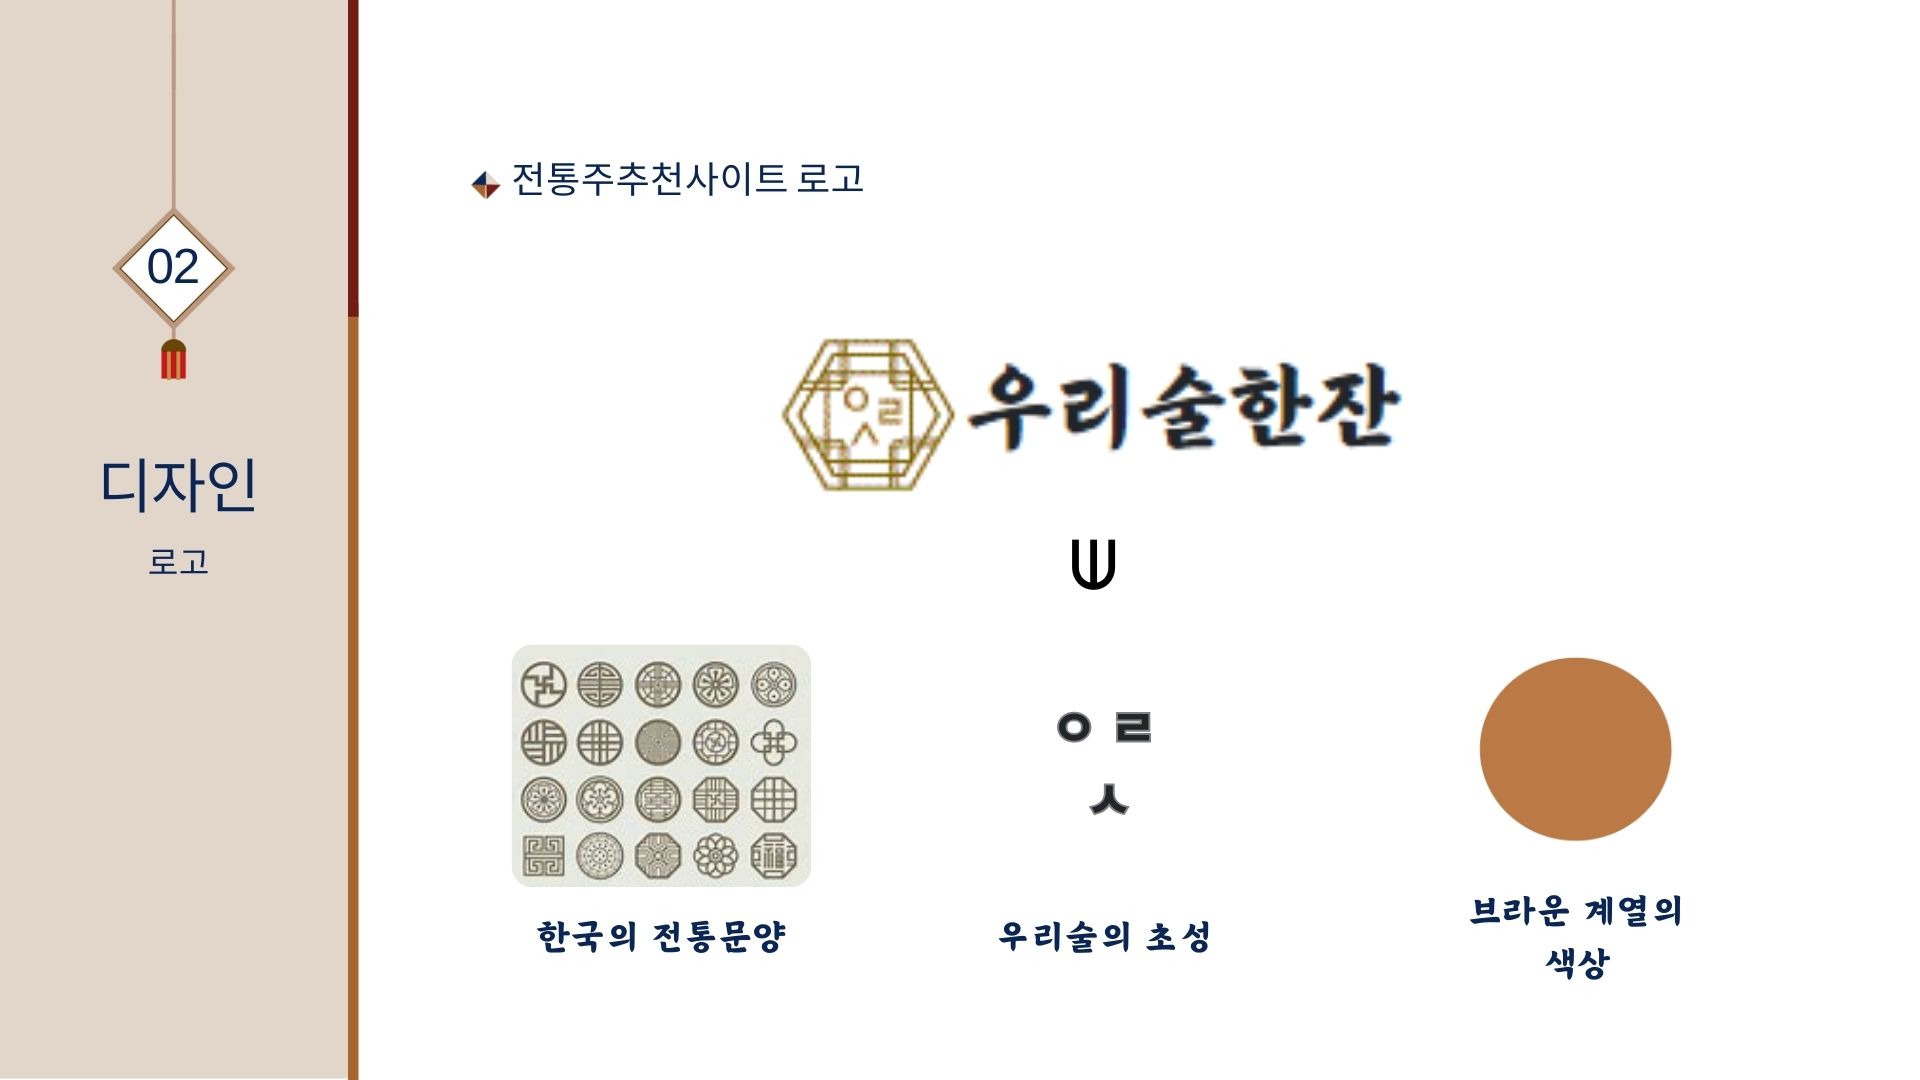 02
디자인
로고
전통주추천사이트 로고
ㅇㄹ
ㅅ
우리술한잔
ㅇ ㄹ
ㅅ
한국의 전통문양
우리술의 초성
브라운 계열의
색상